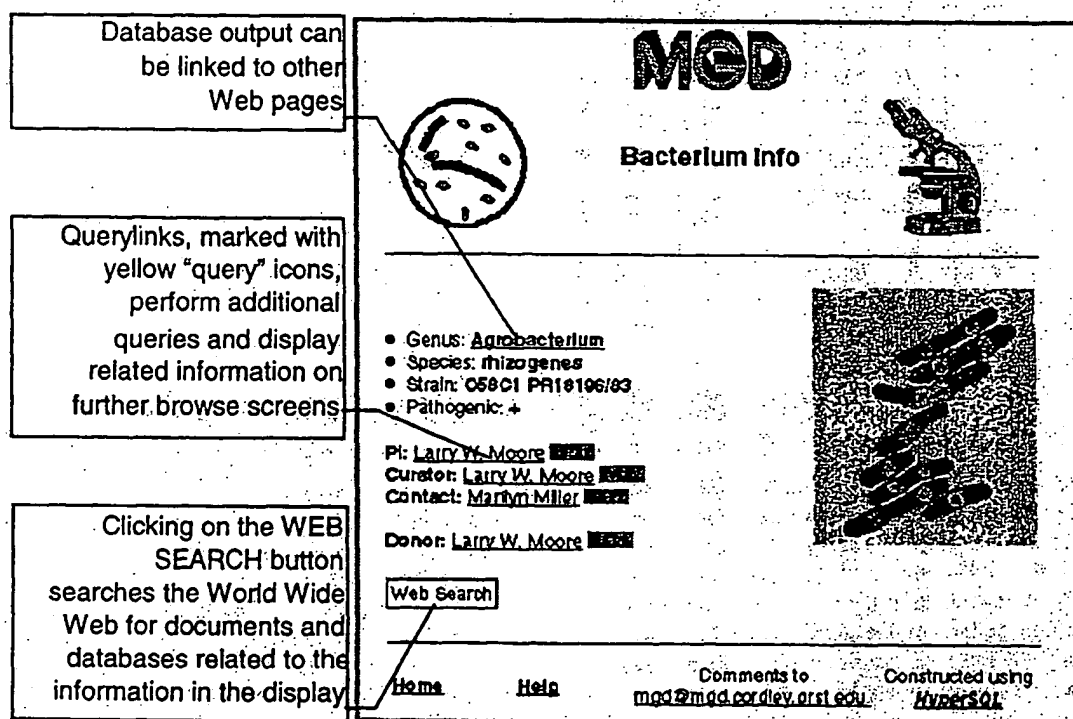 Database output can
be linked to other
Web pages
Querylinks, marked with
yellow "query" icons,
perform additional
queries and display
related information on
further browse screens
Clicking on the WEB
SEARCH button
searches the World Wide
Web for documents and
databases related to the
information in the display
MGD
Bacterium Info
Genus: Agrobacterium
Species: rhizogenes
Strain: C58C1 PR18196/83
Pathogenic: +
PI: Larry W. Moore
Curator: Larry W. Moore
Contact: Marilyn Miller
Donor: Larry W. Moore
Web Search
Home Help Comments to Constructed using
mgd@mgd.cordley.orst.edu HyperSQL